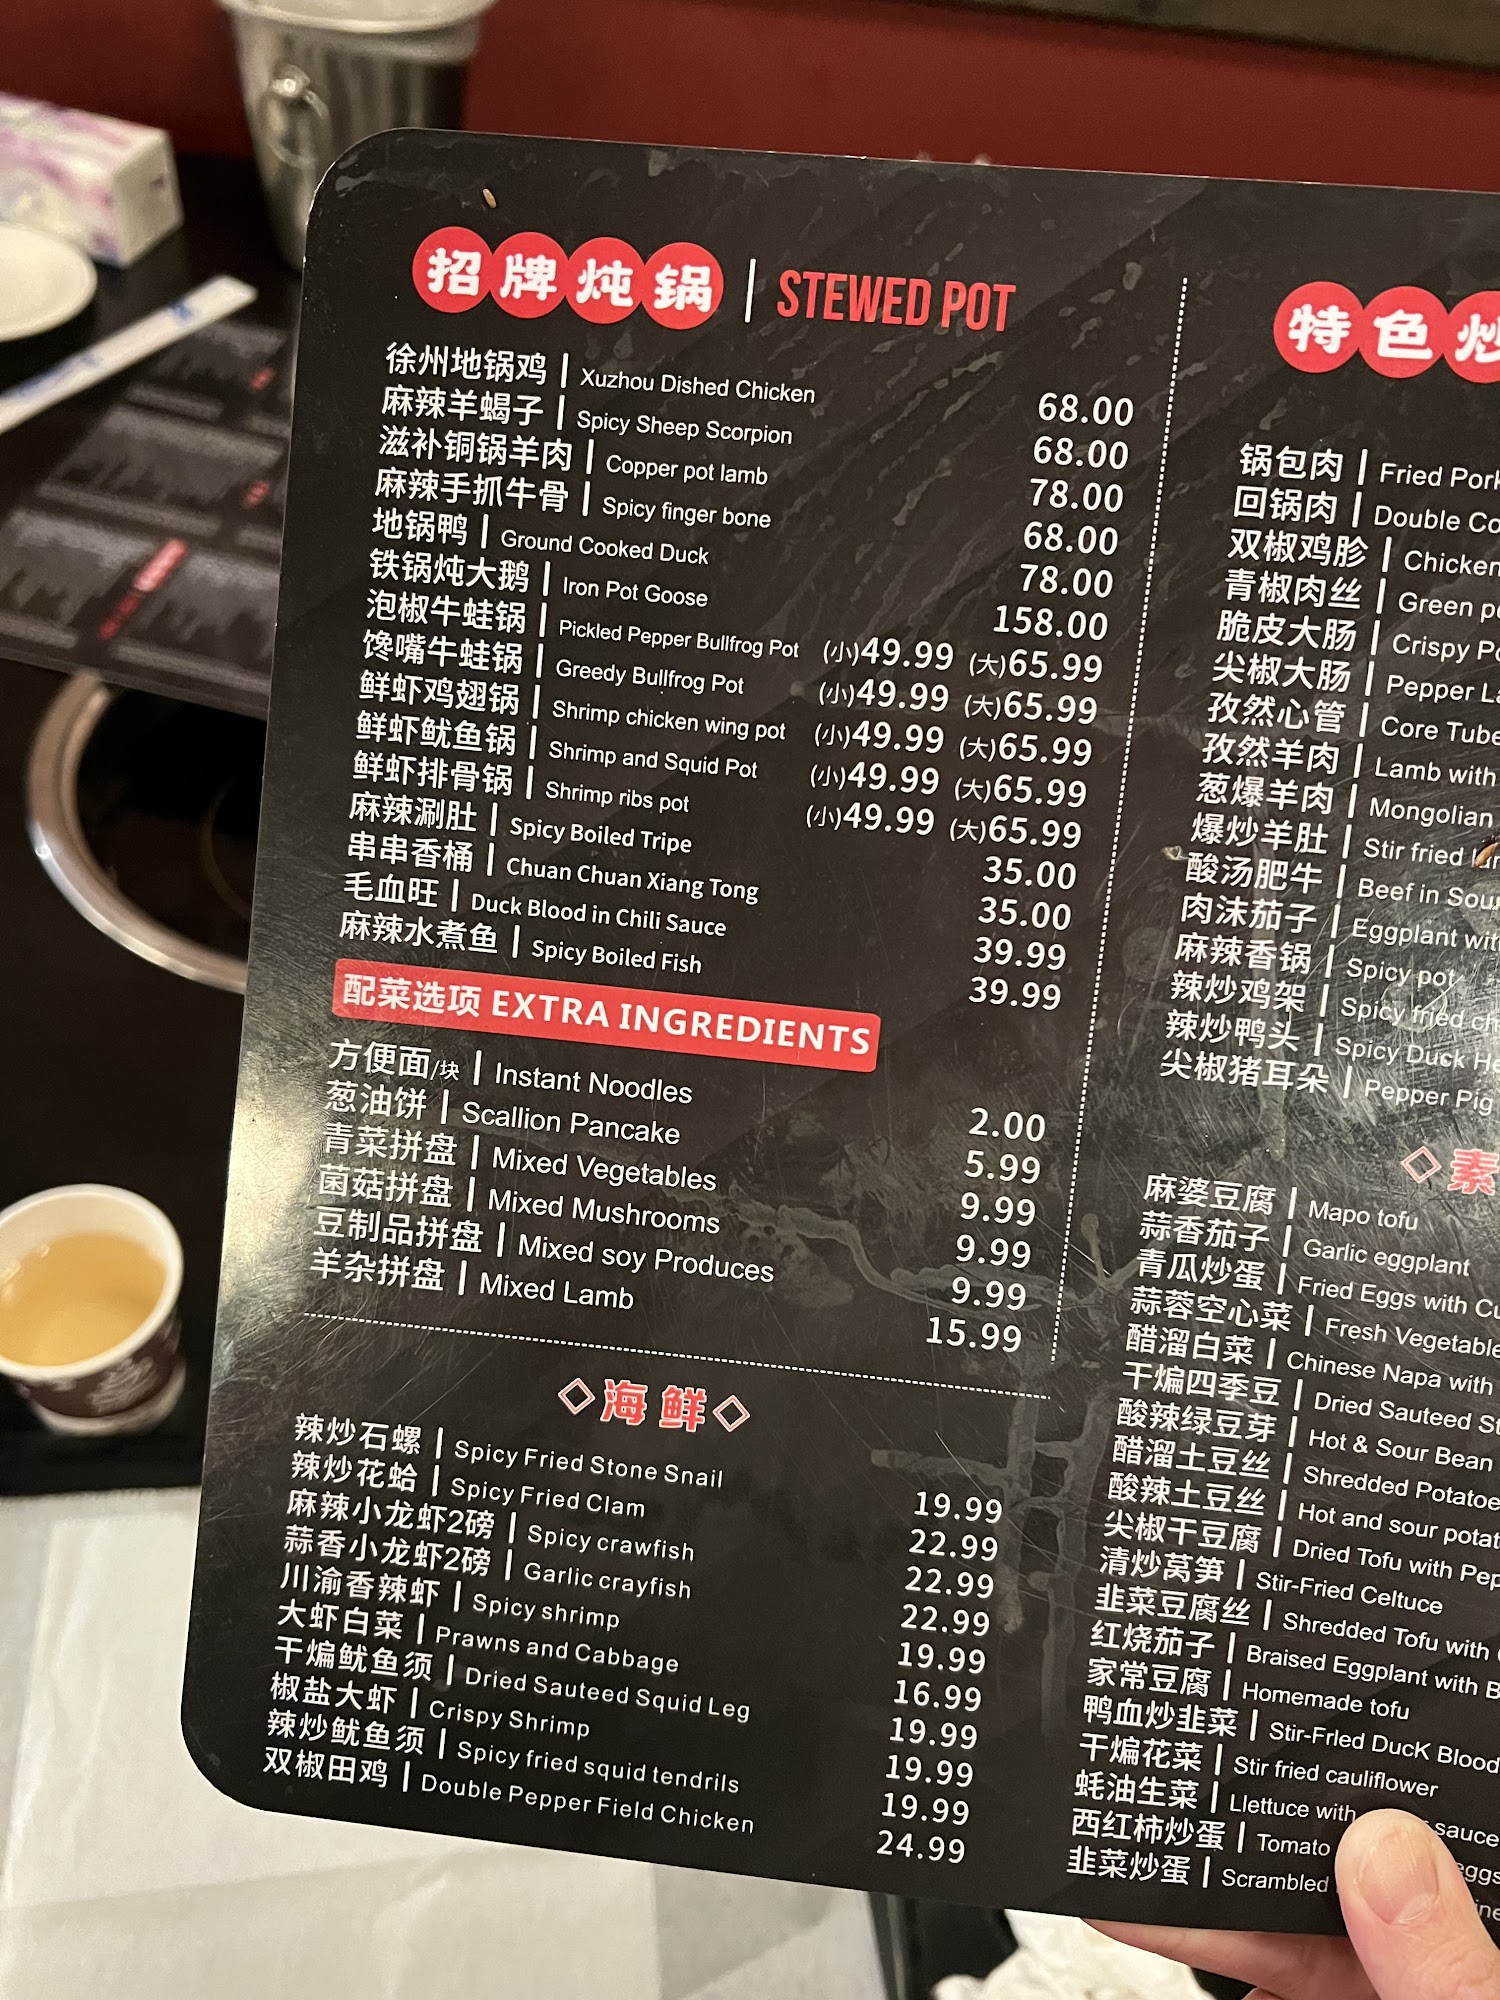 招牌炖锅 | STEWED POT
徐州地锅鸡 | Xuzhou Dished Chicken 68.00
麻辣羊蝎子 | Spicy Sheep Scorpion 68.00
滋补铜锅羊肉 | Copper pot lamb 78.00
麻辣手抓牛骨 | Spicy finger bone 68.00
地锅鸭 | Ground Cooked Duck 78.00
铁锅炖大鹅 | Iron Pot Goose 158.00
泡椒牛蛙锅 | Pickled Pepper Bullfrog Pot (小)49.99 (大)65.99
馋嘴牛蛙锅 | Greedy Bullfrog Pot (小)49.99 (大)65.99
鲜虾鸡翅锅 | Shrimp chicken wing pot (小)49.99 (大)65.99
鲜虾鱿鱼锅 | Shrimp and Squid Pot (小)49.99 (大)65.99
鲜虾排骨锅 | Shrimp ribs pot (小)49.99 (大)65.99
麻辣涮肚 | Spicy Boiled Tripe 35.00
串串香桶 | Chuan Chuan Xiang Tong 35.00
毛血旺 | Duck Blood in Chili Sauce 39.99
麻辣水煮鱼 | Spicy Boiled Fish 39.99
配菜选项 EXTRA INGREDIENTS
方便面/块 | Instant Noodles 2.00
葱油饼 | Scallion Pancake 5.99
青菜拼盘 | Mixed Vegetables 9.99
菌菇拼盘 | Mixed Mushrooms 9.99
豆制品拼盘 | Mixed soy Produces 9.99
羊杂拼盘 | Mixed Lamb 15.99
海鲜
辣炒石螺 | Spicy Fried Stone Snail 19.99
辣炒花蛤 | Spicy Fried Clam 22.99
麻辣小龙虾2磅 | Spicy crawfish 22.99
蒜香小龙虾2磅 | Garlic crayfish 22.99
川渝香辣虾 | Spicy shrimp 19.99
大虾白菜 | Prawns and Cabbage 16.99
干煸鱿鱼须 | Dried Sauteed Squid Leg 19.99
椒盐大虾 | Crispy Shrimp 19.99
辣炒鱿鱼须 | Spicy fried squid tendrils 19.99
双椒田鸡 | Double Pepper Field Chicken 24.99
特色炒
锅包肉 | Fried Pork
回锅肉 | Double
双椒鸡胗 | Chicken
青椒肉丝 | Green
脆皮大肠 | Crispy
尖椒大肠 | Pepper
孜然心管 | Core Tube
孜然羊肉 | Lamb with
葱爆羊肉 | Mongolian
爆炒羊肚 | Stir fried
酸汤肥牛 | Beef in Sour
肉沫茄子 | Eggplant with
麻辣香锅 | Spicy pot
辣炒鸡架 | Spicy fried
辣炒鸭头 | Spicy Duck
尖椒猪耳朵 | Pepper Pig
素
麻婆豆腐 | Mapo tofu
蒜香茄子 | Garlic eggplant
青瓜炒蛋 | Fried Eggs with
蒜蓉空心菜 | Fresh Vegetable
醋溜白菜 | Chinese Napa with
干煸四季豆 | Dried Sauteed
酸辣绿豆芽 | Hot & Sour Bean
醋溜土豆丝 | Shredded Potatoe
酸辣土豆丝 | Hot and sour
尖椒干豆腐 | Dried Tofu with
清炒莴笋 | Stir-Fried Celtuce
韭菜豆腐丝 | Shredded Tofu with
红烧茄子 | Braised Eggplant with
家常豆腐 | Homemade tofu
鸭血炒韭菜 | Stir-Fried DucK Blood
干煸花菜 | Stir fried cauliflower
蚝油生菜 | Llettuce with sauce
西红柿炒蛋 | Tomato eggs
韭菜炒蛋 | Scrambled